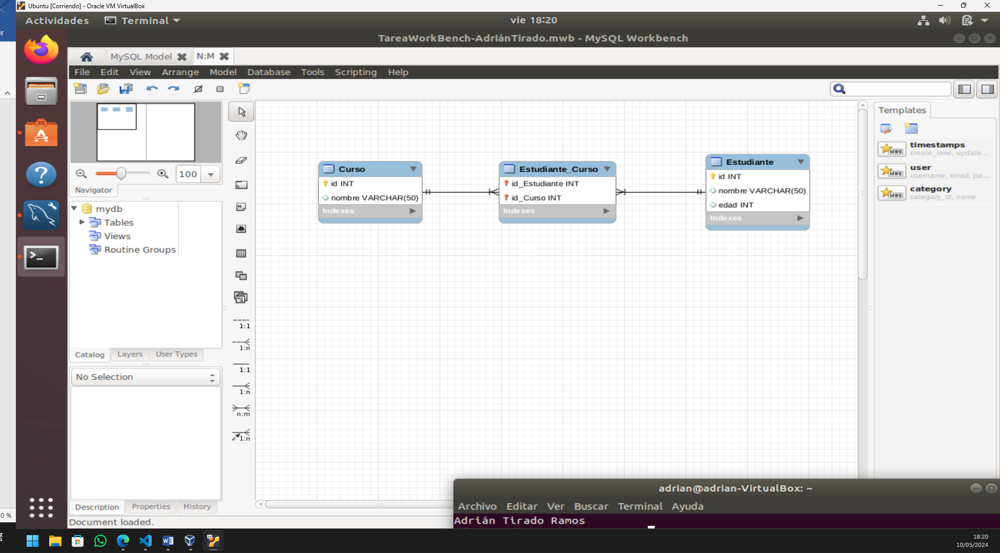 Ubuntu [Corriendo] - Oracle VM VirtualBox
ir
Actividades
Terminal
vie 18:20
TareaWorkBench-AdriánTirado.mwb - MySQL Workbench
MySQL Model
N:M
File Edit View Arrange Model Database Tools Scripting Help
100
Navigator
mydb
Tables
Views
Routine Groups
Catalog
Layers
User Types
No Selection
Description
Properties
History
Document loaded.
1:1
1:n
1:1
1:n
n:m
1:n
Curso
id INT
nombre VARCHAR(50)
Indexes
Estudiante_Curso
id_Estudiante INT
id_Curso INT
Indexes
Estudiante
id INT
nombre VARCHAR(50)
edad INT
Indexes
Templates
MWB
timestamps
create_time, update...
MWB
user
username, email, pa...
MWB
category
category_id, name
adrian@adrian-VirtualBox: ~
Archivo Editar Ver Buscar Terminal Ayuda
Adrián Tirado Ramos
0 %
18:20
10/05/2024